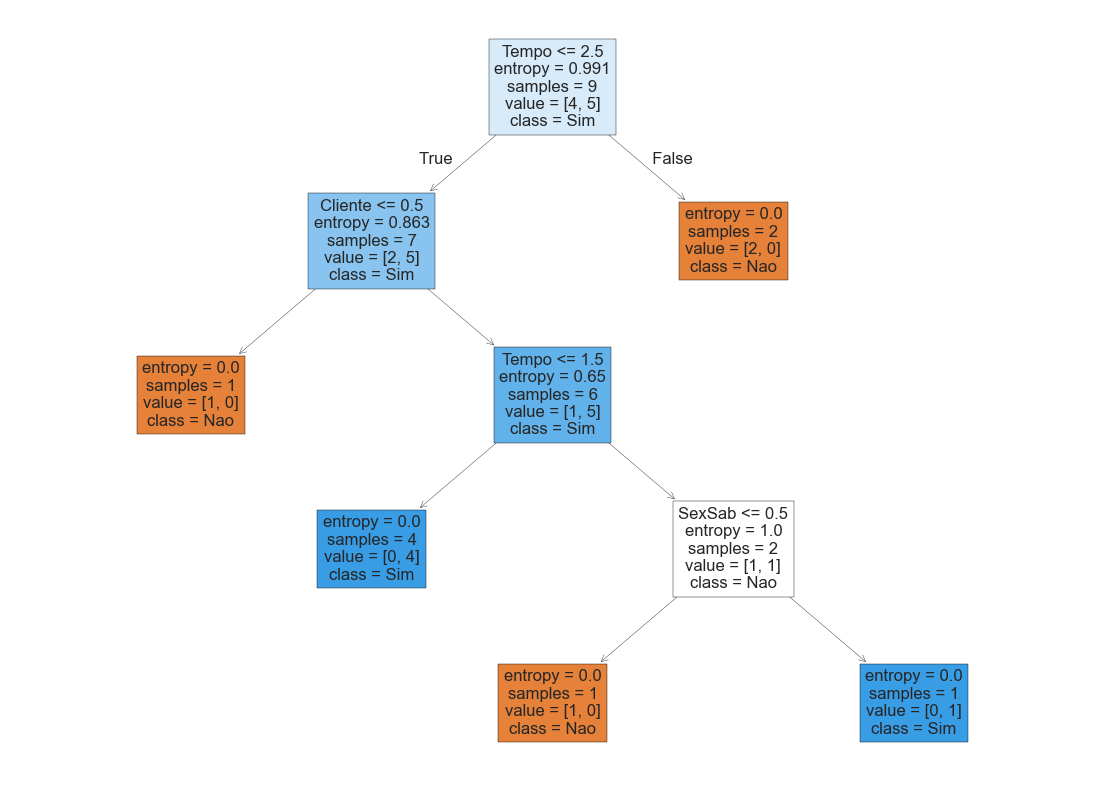 Tempo <= 2.5
entropy = 0.991
samples = 9
value = [4, 5]
class = Sim
True
False
Cliente <= 0.5
entropy = 0.863
samples = 7
value = [2, 5]
class = Sim
entropy = 0.0
samples = 2
value = [2, 0]
class = Nao
entropy = 0.0
samples = 1
value = [1, 0]
class = Nao
Tempo <= 1.5
entropy = 0.65
samples = 6
value = [1, 5]
class = Sim
entropy = 0.0
samples = 4
value = [0, 4]
class = Sim
SexSab <= 0.5
entropy = 1.0
samples = 2
value = [1, 1]
class = Nao
entropy = 0.0
samples = 1
value = [1, 0]
class = Nao
entropy = 0.0
samples = 1
value = [0, 1]
class = Sim